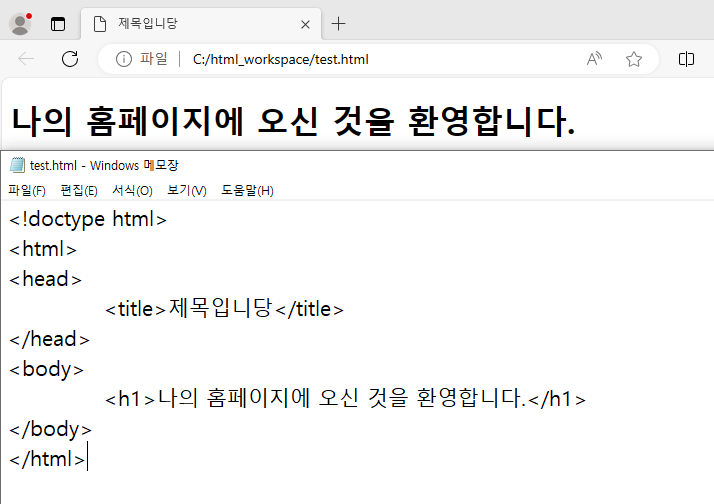 제목입니당
파일 C:/html_workspace/test.html
나의 홈페이지에 오신 것을 환영합니다.
test.html - Windows 메모장
파일(F) 편집(E) 서식(O) 보기(V) 도움말(H)
<!doctype html>
<html>
<head>
<title>제목입니당</title>
</head>
<body>
<h1>나의 홈페이지에 오신 것을 환영합니다.</h1>
</body>
</html>